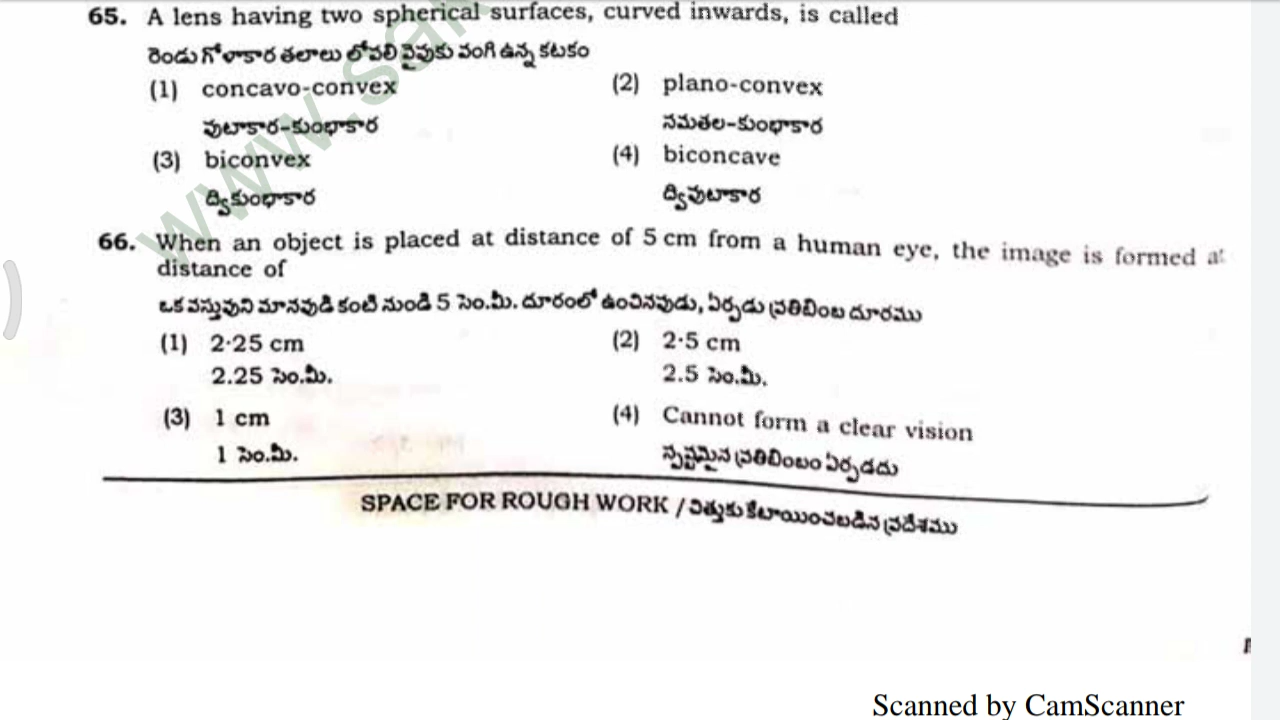 65. A lens having two spherical surfaces, curved inwards, is called
రెండు గోళాకార తలాలు లోపలి వైపుకు వంగి ఉన్న కటకం
(1) concavo-convex (2) plano-convex
పుటాకార-కుంభాకార సమతల-కుంభాకార
(3) biconvex (4) biconcave
ద్వికుంభాకార ద్విపుటాకార
66. When an object is placed at distance of 5 cm from a human eye, the image is formed at
distance of
ఒక వస్తువుని మానవుడి కంటి నుండి 5 సెం.మీ. దూరంలో ఉంచినపుడు, ఏర్పడు ప్రతిబింబ దూరము
(1) 2·25 cm (2) 2·5 cm
2.25 సెం.మీ. 2.5 సెం.మీ.
(3) 1 cm (4) Cannot form a clear vision
1 సెం.మీ. స్పష్టమైన ప్రతిబింబం ఏర్పడదు
SPACE FOR ROUGH WORK / చిత్తుకు కేటాయించబడిన ప్రదేశము
Scanned by CamScanner